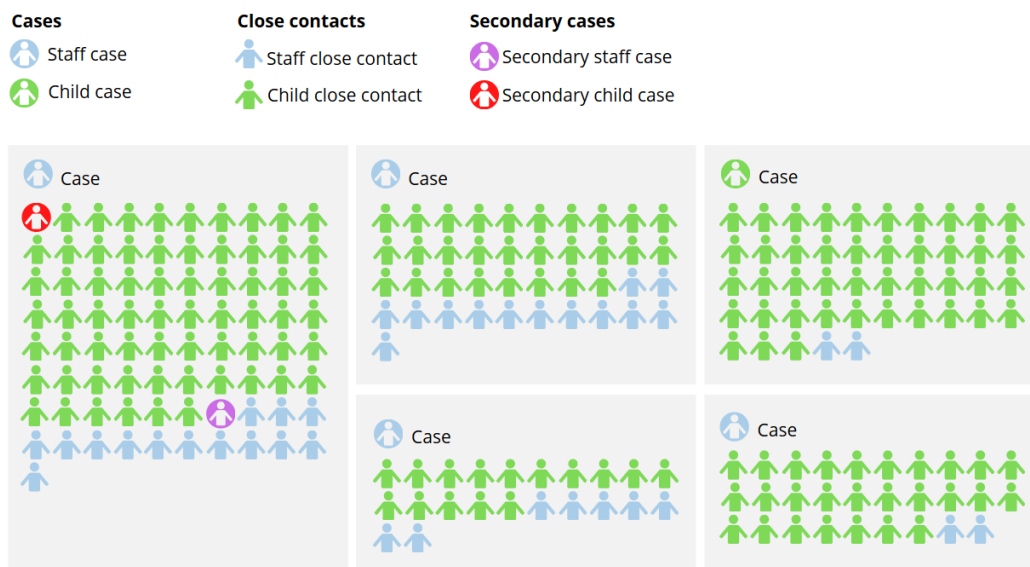 Cases
Close contacts
Secondary cases
Staff case
Staff close contact
Secondary staff case
Child case
Child close contact
Secondary child case
Case
Case
Case
Case
Case